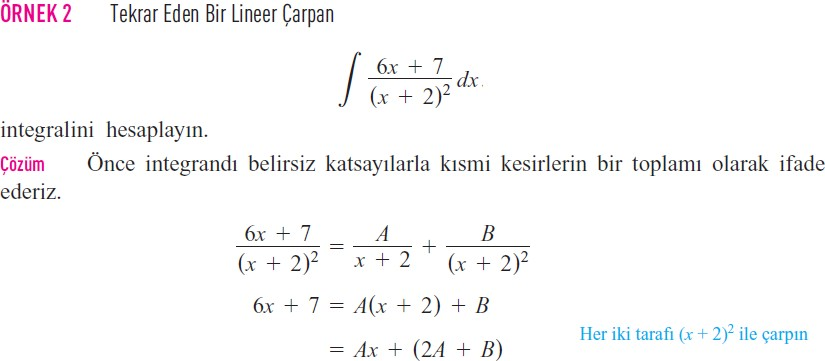 ÖRNEK 2 Tekrar Eden Bir Lineer Çarpan
∫ (6x + 7)/(x + 2)² dx.
integralini hesaplayın.
Çözüm Önce integrandı belirsiz katsayılarla kısmi kesirlerin bir toplamı olarak ifade
ederiz.
(6x + 7)/(x + 2)² = A/(x + 2) + B/(x + 2)²
6x + 7 = A(x + 2) + B
Her iki tarafı (x + 2)² ile çarpın
= Ax + (2A + B)